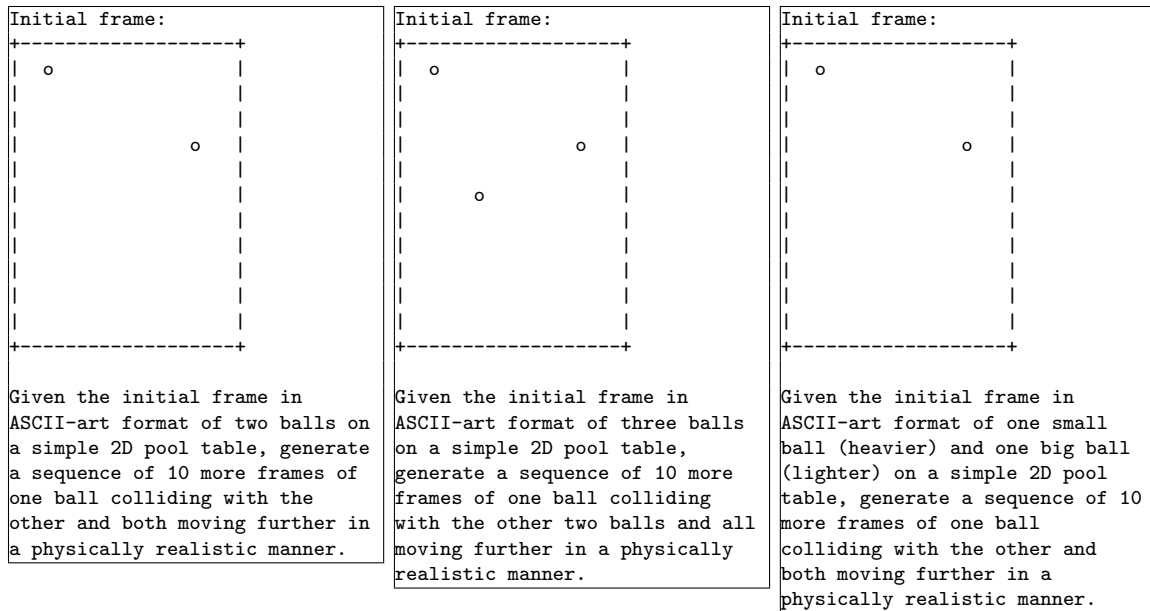 Initial frame:
+-------------------+
|  o                |
|                   |
|                   |
|               o   |
|                   |
|                   |
|                   |
|                   |
|                   |
|                   |
|                   |
+-------------------+
Given the initial frame in
ASCII-art format of two balls on
a simple 2D pool table, generate
a sequence of 10 more frames of
one ball colliding with the
other and both moving further in
a physically realistic manner.
Initial frame:
+-------------------+
|  o                |
|                   |
|                   |
|               o   |
|                   |
|      o            |
|                   |
|                   |
|                   |
|                   |
|                   |
+-------------------+
Given the initial frame in
ASCII-art format of three balls
on a simple 2D pool table,
generate a sequence of 10 more
frames of one ball colliding
with the other two balls and all
moving further in a physically
realistic manner.
Initial frame:
+-------------------+
|  o                |
|                   |
|                   |
|               o   |
|                   |
|                   |
|                   |
|                   |
|                   |
|                   |
|                   |
+-------------------+
Given the initial frame in
ASCII-art format of one small
ball (heavier) and one big ball
(lighter) on a simple 2D pool
table, generate a sequence of 10
more frames of one ball
colliding with the other and
both moving further in a
physically realistic manner.